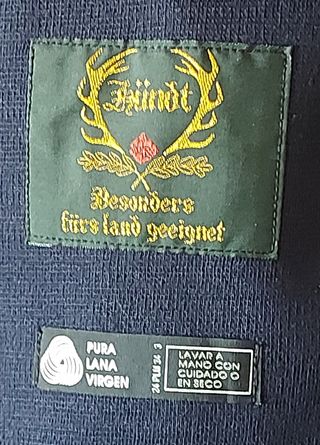 Hündt
Besonders
fürs land geeignet
PURA
LANA
VIRGEN
LAVAR A
MANO CON
CUIDADO O
EN SECO